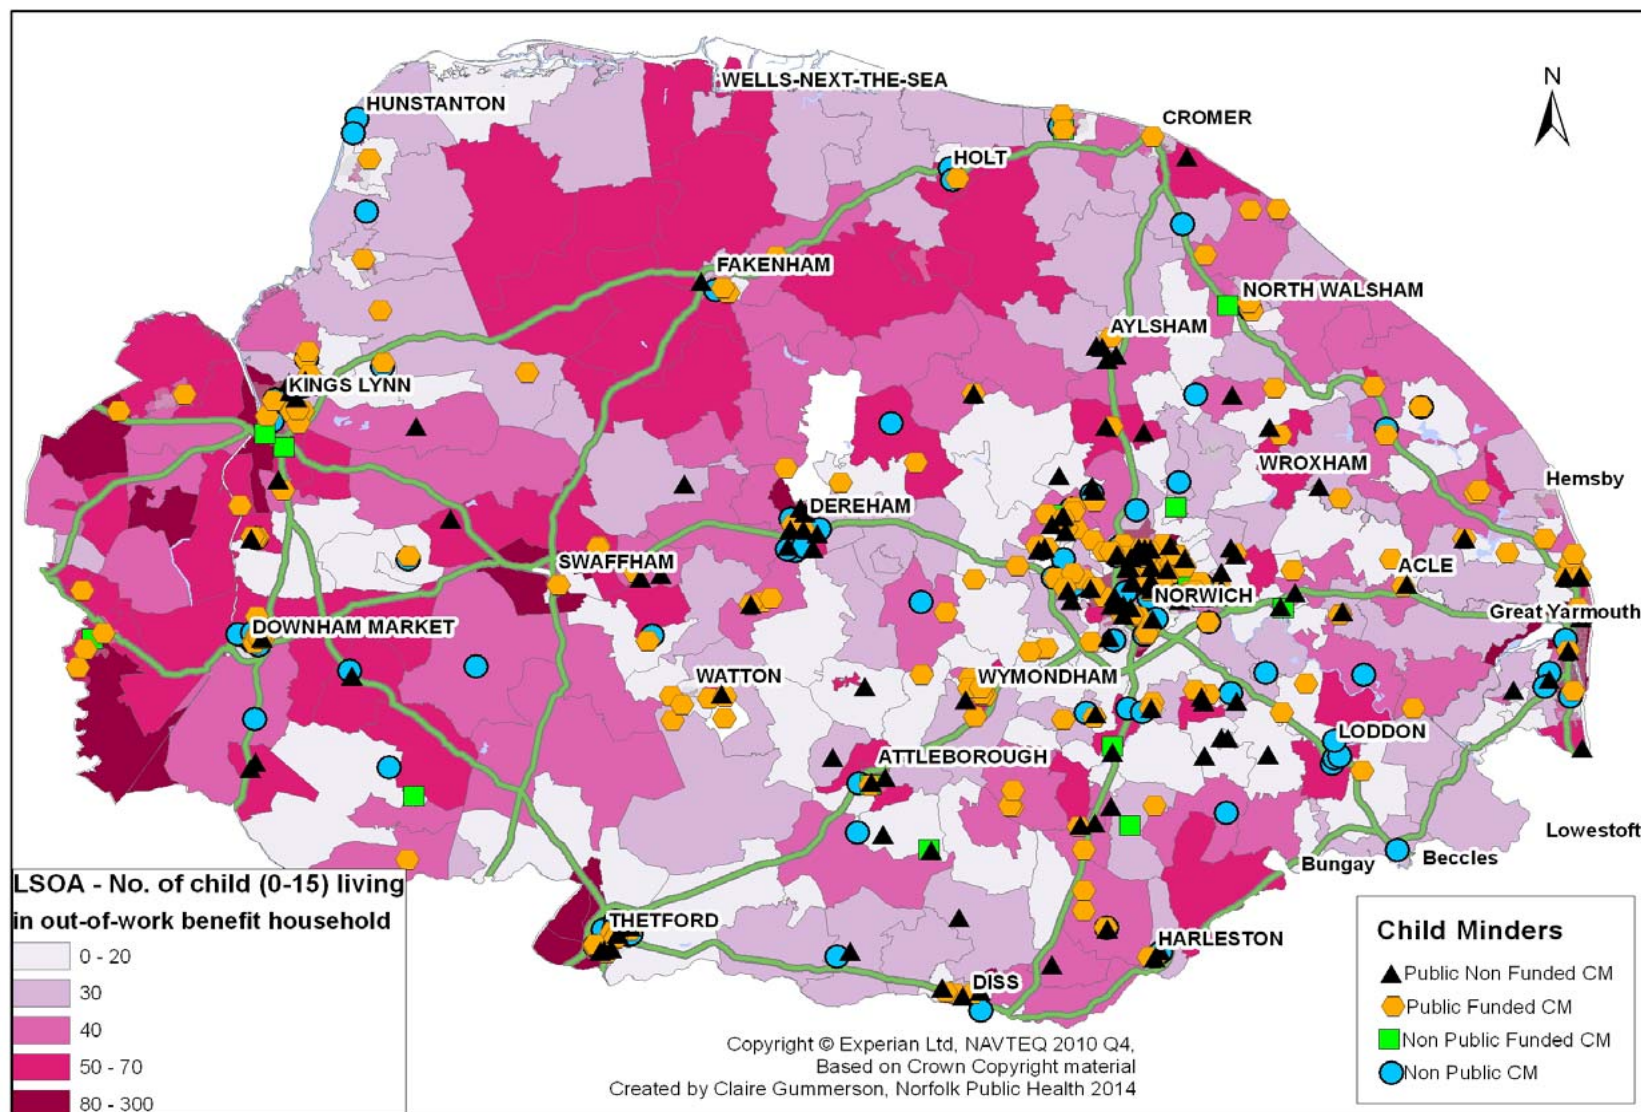 WELLS-NEXT-THE-SEA
HUNSTANTON
N
CROMER
HOLT
FAKENHAM
NORTH WALSHAM
AYLSHAM
KINGS LYNN
WROXHAM
Hemsby
DEREHAM
SWAFFHAM
ACLE
NORWICH
Great Yarmouth
DOWNHAM MARKET
WATTON
WYMONDHAM
LODDON
ATTLEBOROUGH
Lowestoft
Bungay
Beccles
THETFORD
HARLESTON
DISS
LSOA - No. of child (0-15) living
in out-of-work benefit household
0 - 20
30
40
50 - 70
80 - 300
Copyright © Experian Ltd, NAVTEQ 2010 Q4,
Based on Crown Copyright material
Created by Claire Gummerson, Norfolk Public Health 2014
Child Minders
Public Non Funded CM
Public Funded CM
Non Public Funded CM
Non Public CM